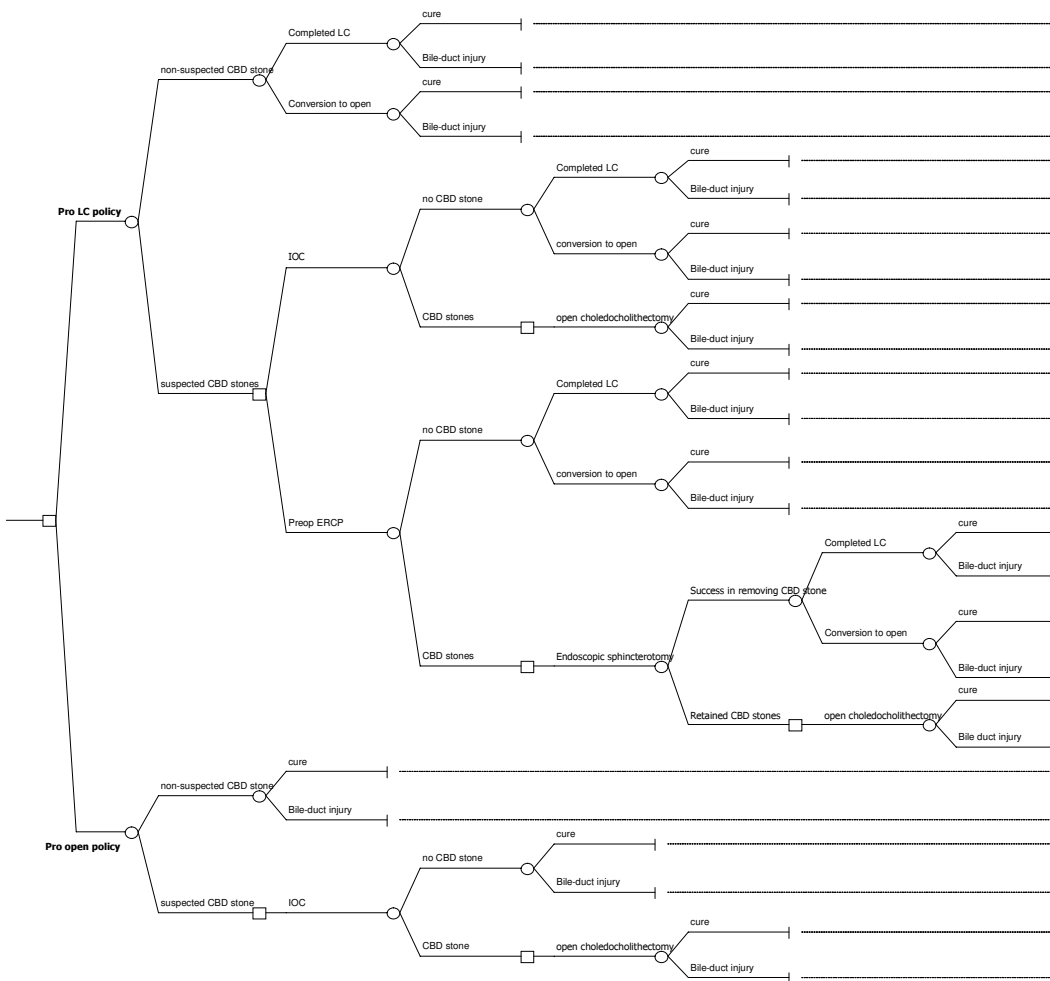 cure
Completed LC
Bile-duct injury
non-suspected CBD stone
cure
Conversion to open
Bile-duct injury
cure
Completed LC
Bile-duct injury
no CBD stone
Pro LC policy
cure
conversion to open
IOC
Bile-duct injury
cure
CBD stones
open choledocholithectomy
Bile-duct injury
cure
suspected CBD stones
Completed LC
Bile-duct injury
no CBD stone
cure
conversion to open
Bile-duct injury
Preop ERCP
cure
Completed LC
Bile-duct injury
Success in removing CBD stone
cure
Conversion to open
CBD stones
Endoscopic sphincterotomy
Bile-duct injury
cure
Retained CBD stones
open choledocholithectomy
Bile duct injury
cure
non-suspected CBD stone
Bile-duct injury
cure
Pro open policy
no CBD stone
Bile-duct injury
suspected CBD stone
IOC
cure
CBD stone
open choledocholithectomy
Bile-duct injury